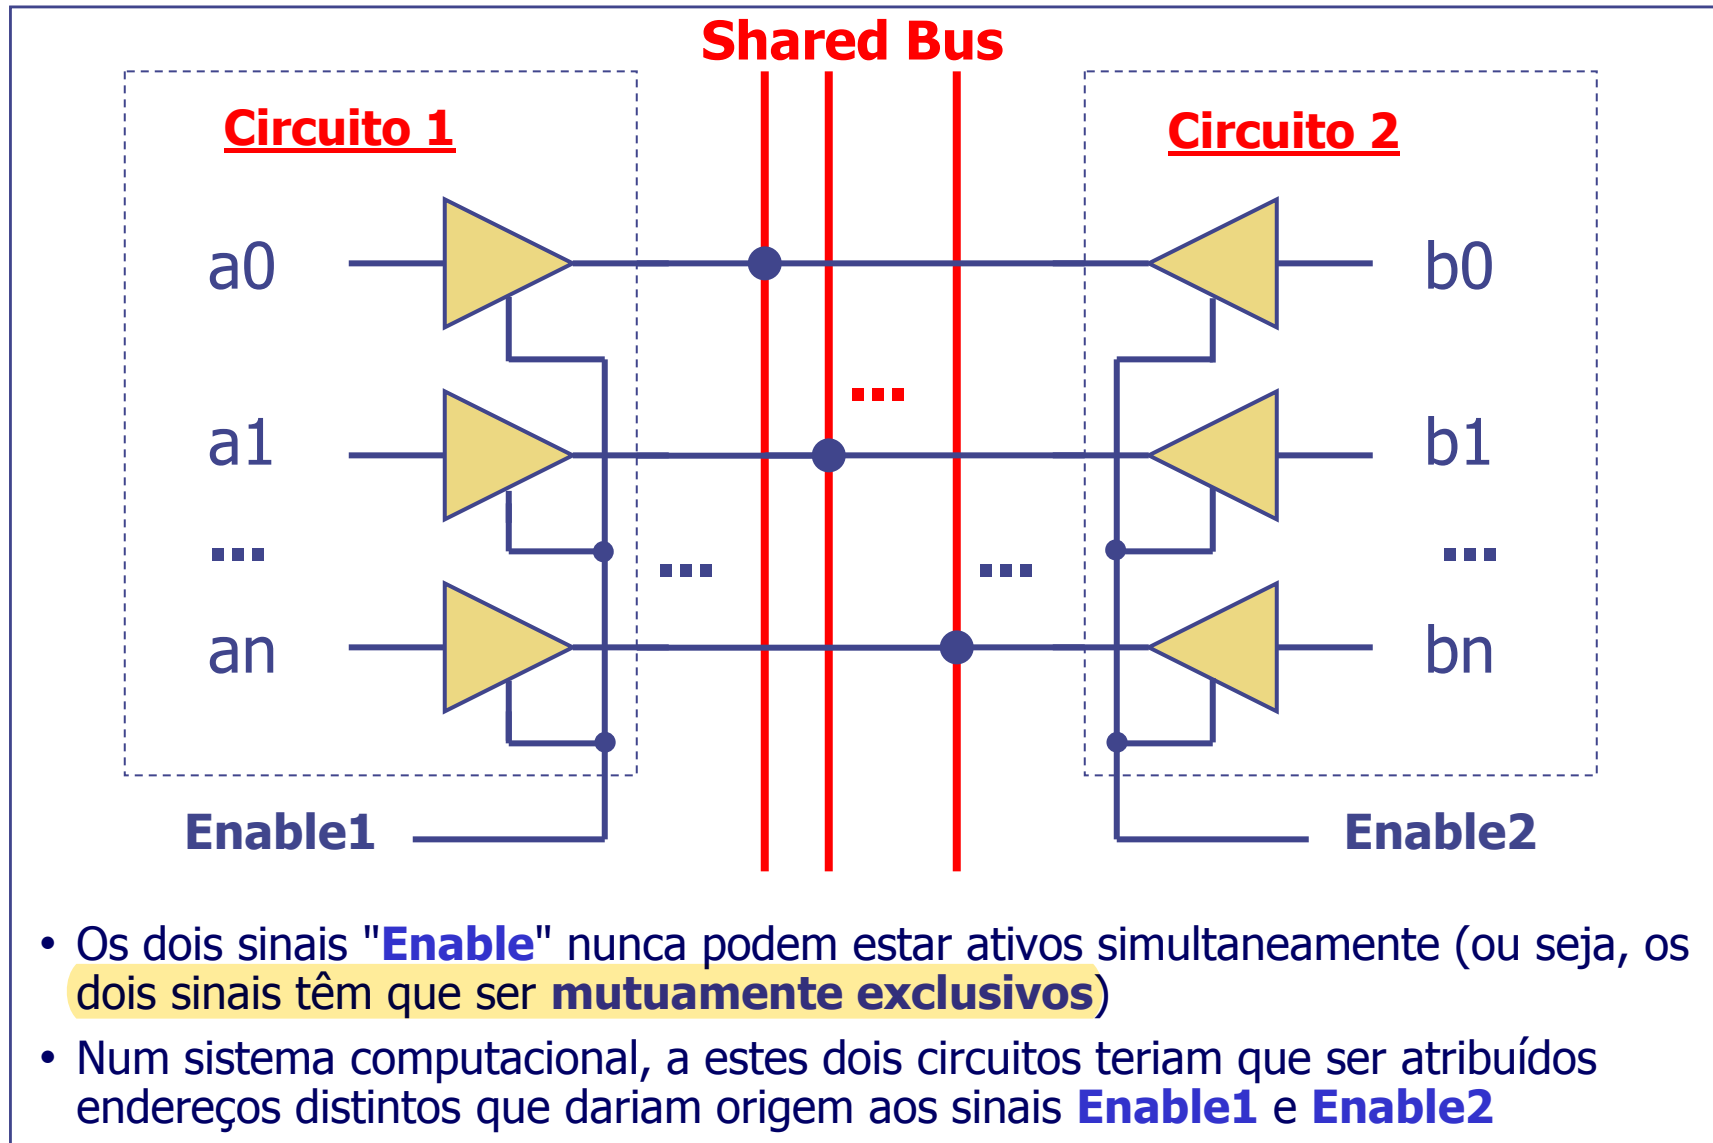 Shared Bus
Circuito 1
Circuito 2
a0
b0
...
a1
b1
...
...
...
...
an
bn
Enable1
Enable2
• Os dois sinais "Enable" nunca podem estar ativos simultaneamente (ou seja, os
dois sinais têm que ser mutuamente exclusivos)
• Num sistema computacional, a estes dois circuitos teriam que ser atribuídos
endereços distintos que dariam origem aos sinais Enable1 e Enable2